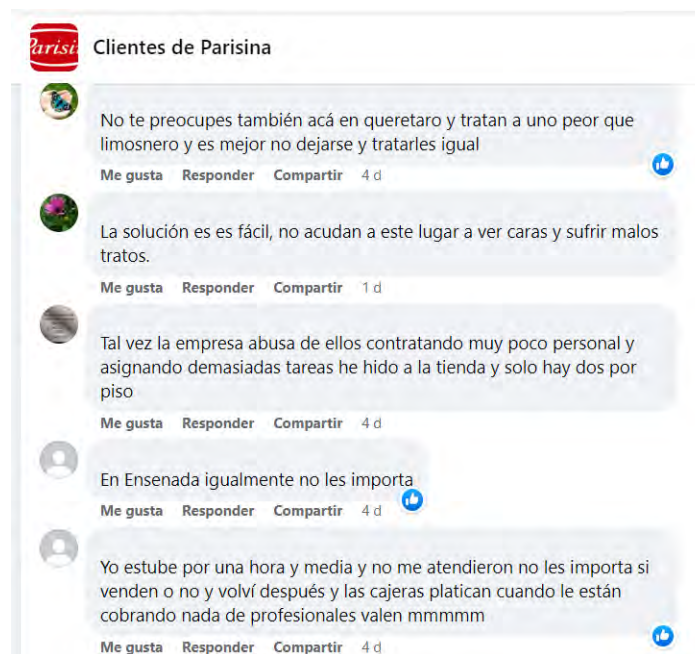 Parisi
Clientes de Parisina
No te preocupes también acá en queretaro y tratan a uno peor que
limosnero y es mejor no dejarse y tratarles igual
Me gusta Responder Compartir 4 d
La solución es es fácil, no acudan a este lugar a ver caras y sufrir malos
tratos.
Me gusta Responder Compartir 1 d
Tal vez la empresa abusa de ellos contratando muy poco personal y
asignando demasiadas tareas he hido a la tienda y solo hay dos por
piso
Me gusta Responder Compartir 4 d
En Ensenada igualmente no les importa
Me gusta Responder Compartir 4 d
Yo estube por una hora y media y no me atendieron no les importa si
venden o no y volví después y las cajeras platican cuando le están
cobrando nada de profesionales valen mmmmm
Me gusta Responder Compartir 4 d